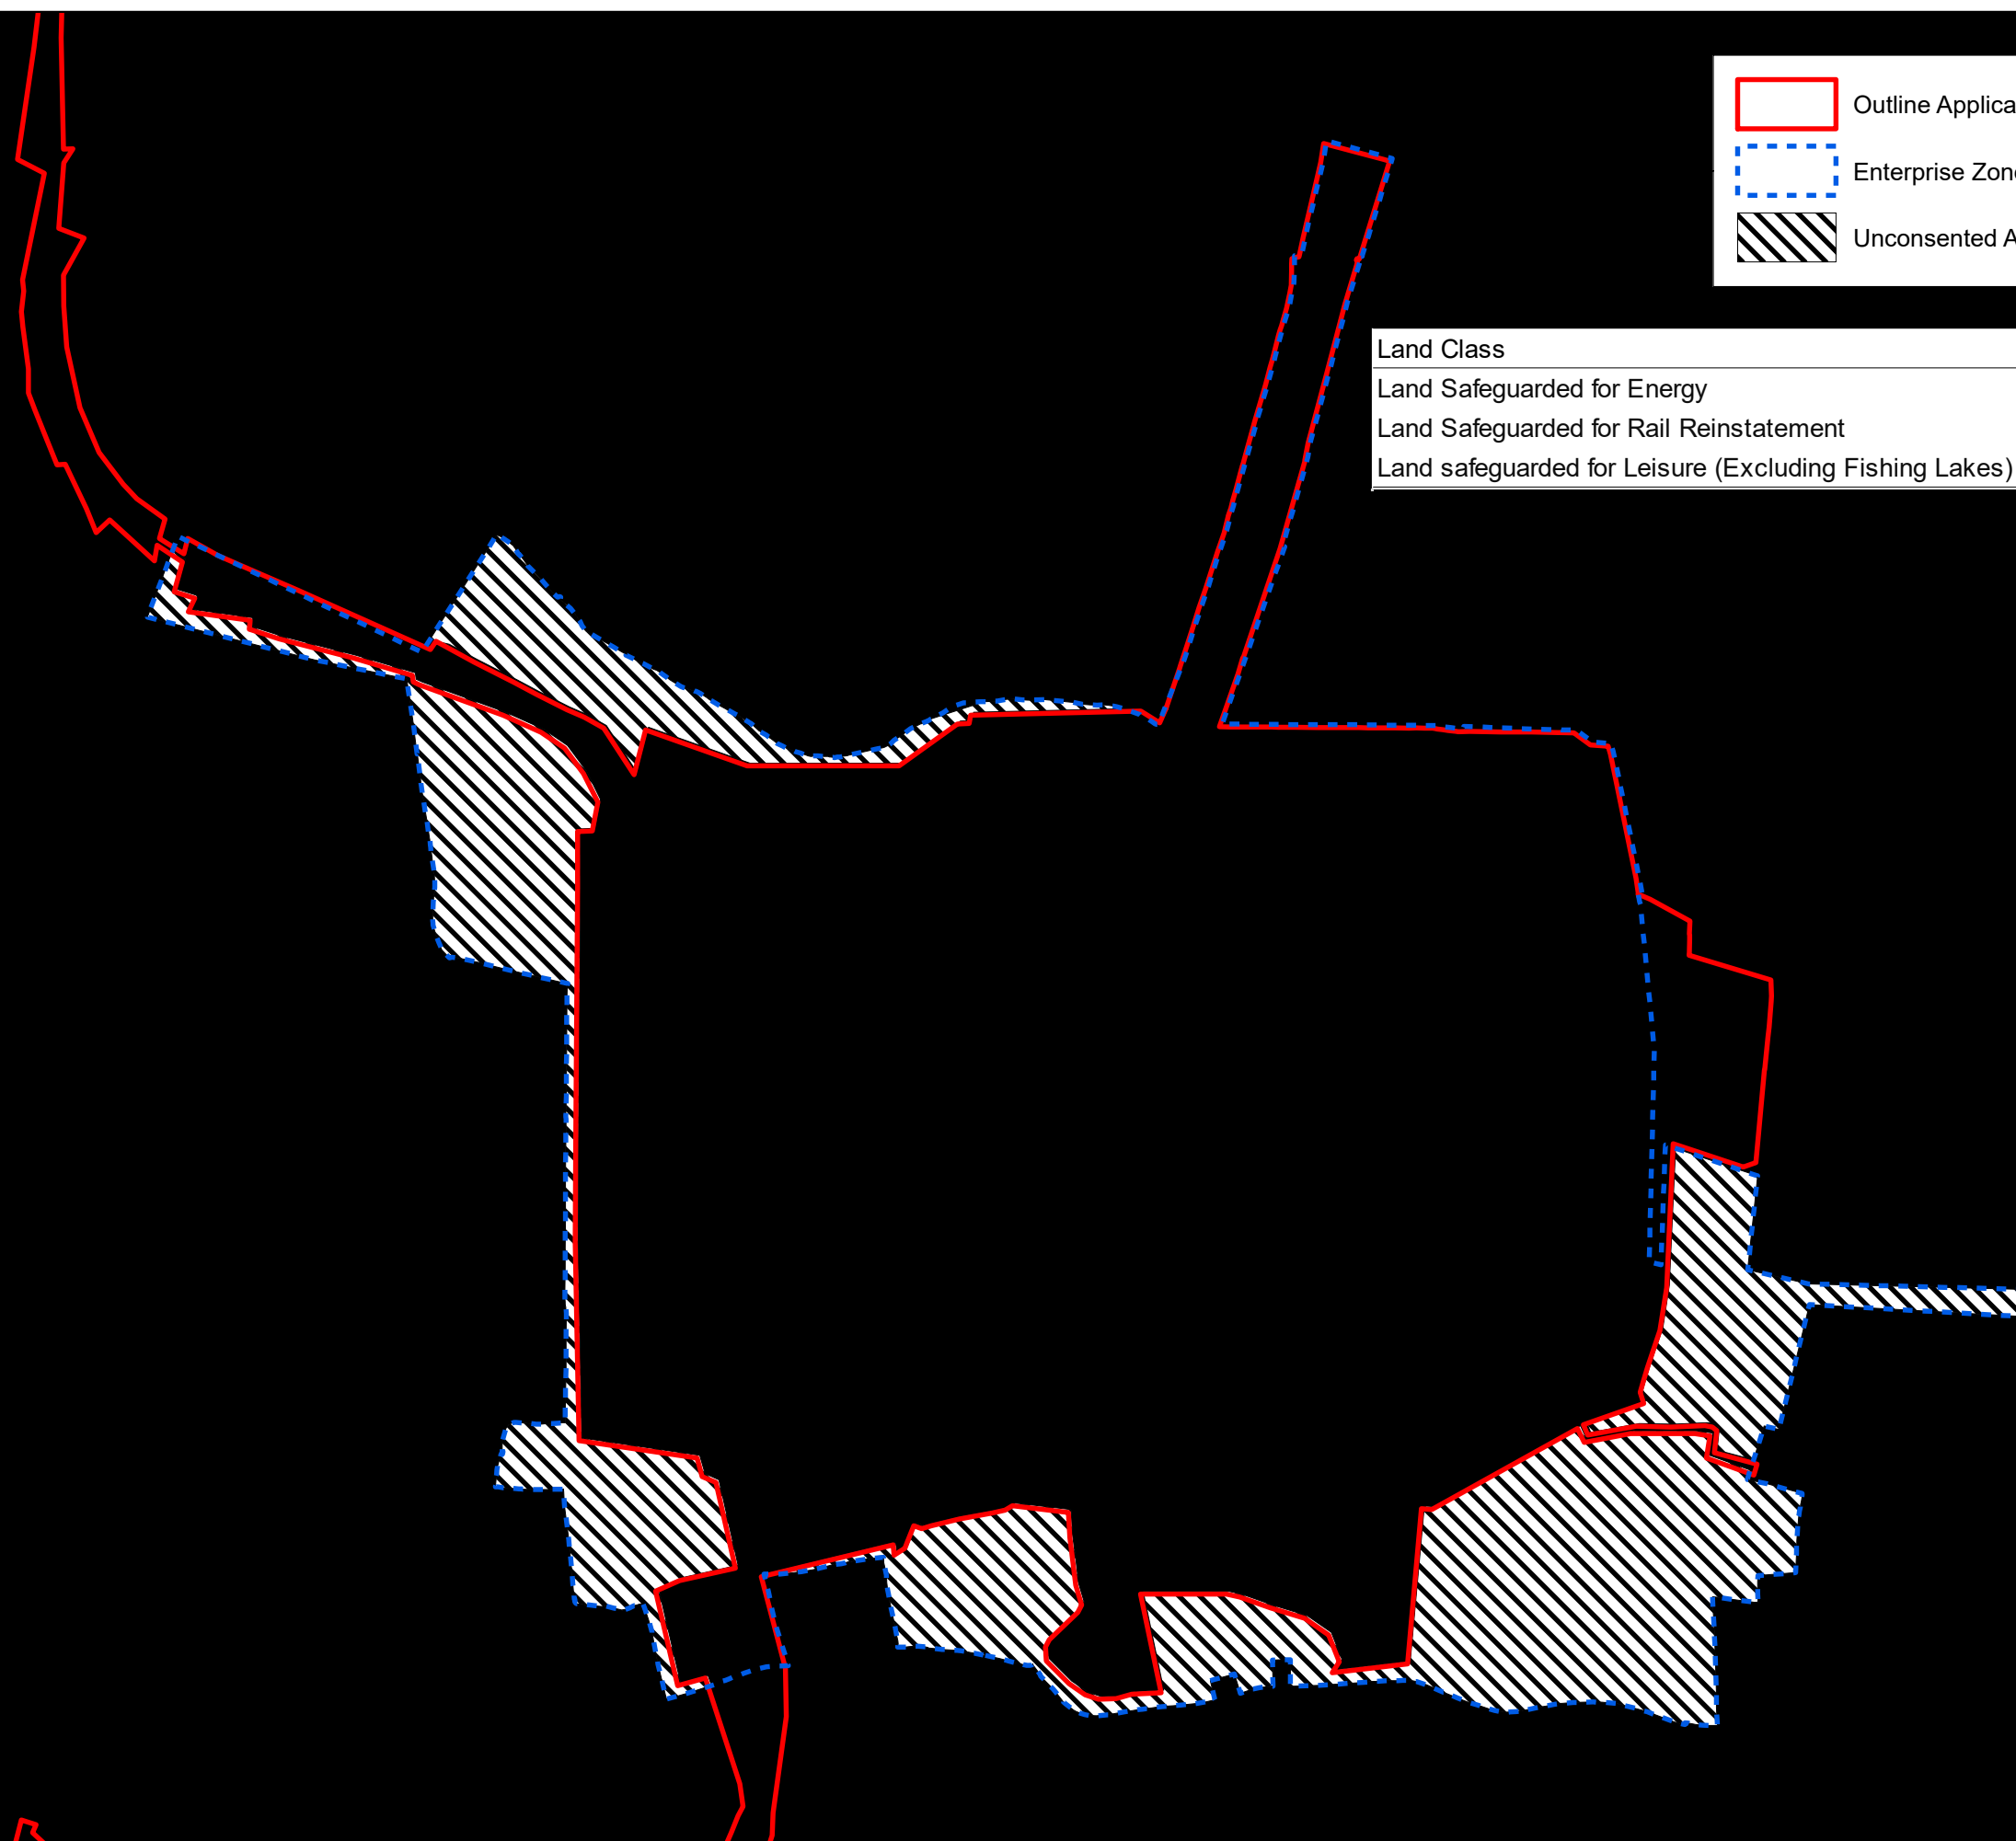 Outline Applica
Enterprise Zon
Unconsented A
Land Class
Land Safeguarded for Energy
Land Safeguarded for Rail Reinstatement
Land safeguarded for Leisure (Excluding Fishing Lakes)